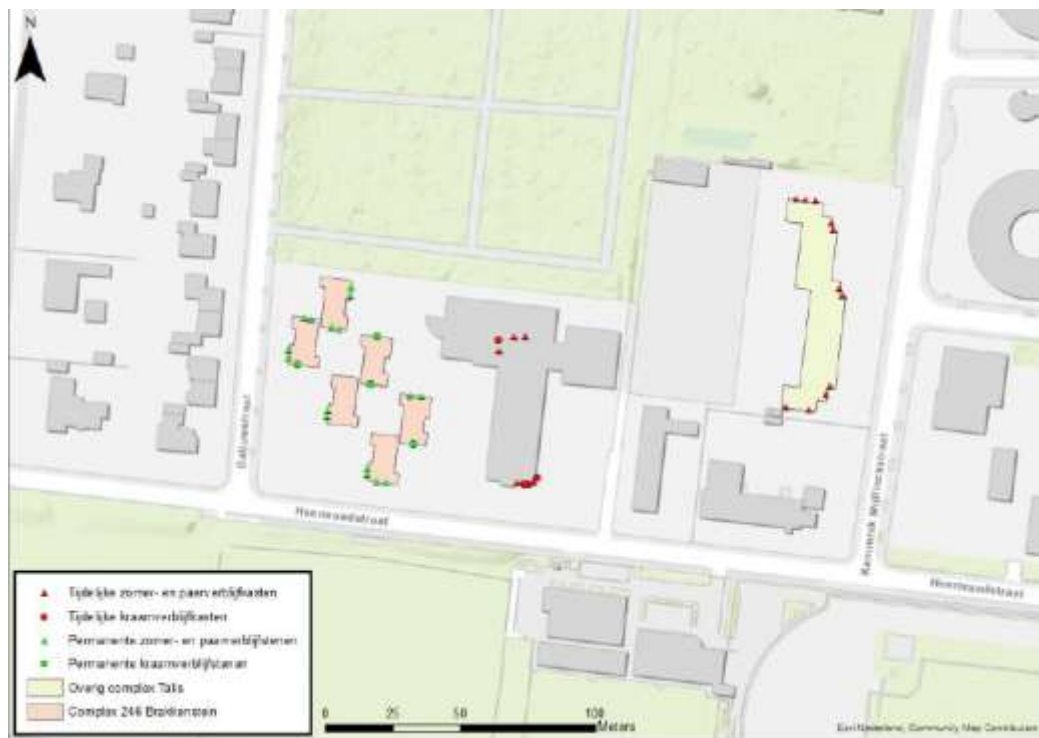 N
Heemraadstraat
Heemraadstraat
Tijdelijke zomer- en paarverblijfkasten
Tijdelijke kraamverblijfkasten
Permanente zomer- en paarverblijfstenen
Permanente kraamverblijfstenen
Overig complex Talis
Complex 246 Brakkenstein
0 25 50 100
Meters
Esri Nederland, Community Map Contributors